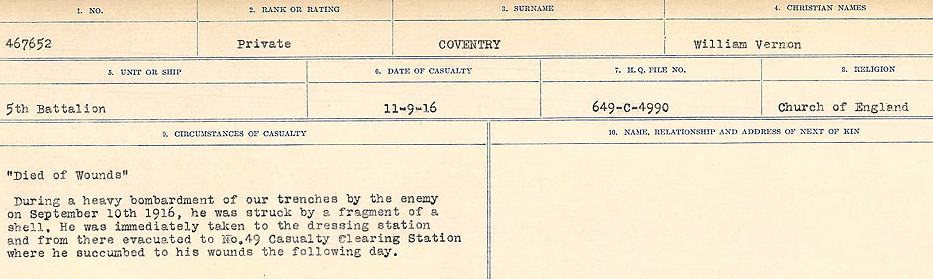 1. NO.	2. RANK OR RATING	3. SURNAME	4. CHRISTIAN NAMES
467652	Private	COVENTRY	William Vernon
5. UNIT OR SHIP	6. DATE OF CASUALTY	7. H.Q. FILE NO.	8. RELIGION
5th Battalion	11-9-16	649-C-4990	Church of England
9. CIRCUMSTANCES OF CASUALTY	10. NAME, RELATIONSHIP AND ADDRESS OF NEXT OF KIN
"Died of Wounds"
During a heavy bombardment of our trenches by the enemy
on September 10th 1916, he was struck by a fragment of a
shell. He was immediately taken to the dressing station
and from there evacuated to No.49 Casualty Clearing Station
where he succumbed to his wounds the following day.